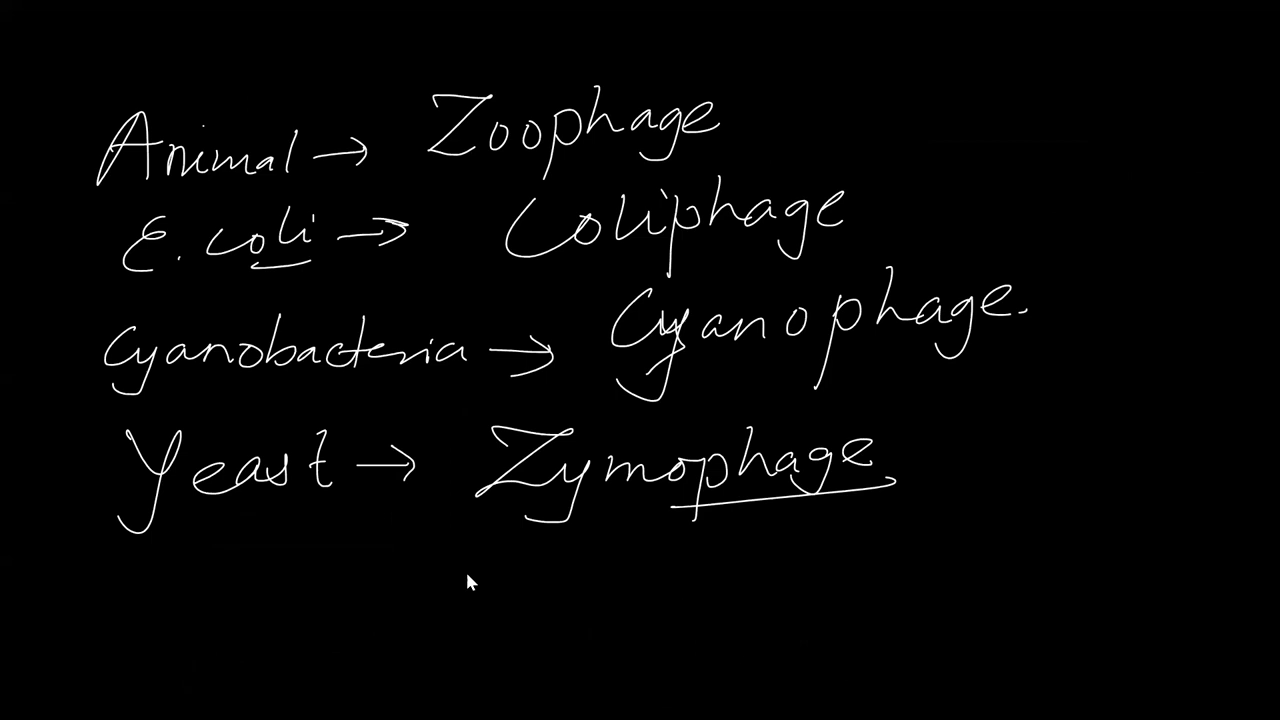 Animal → Zoophage
E. coli → Coliphage
Cyanobacteria → Cyanophage.
Yeast → Zymophage